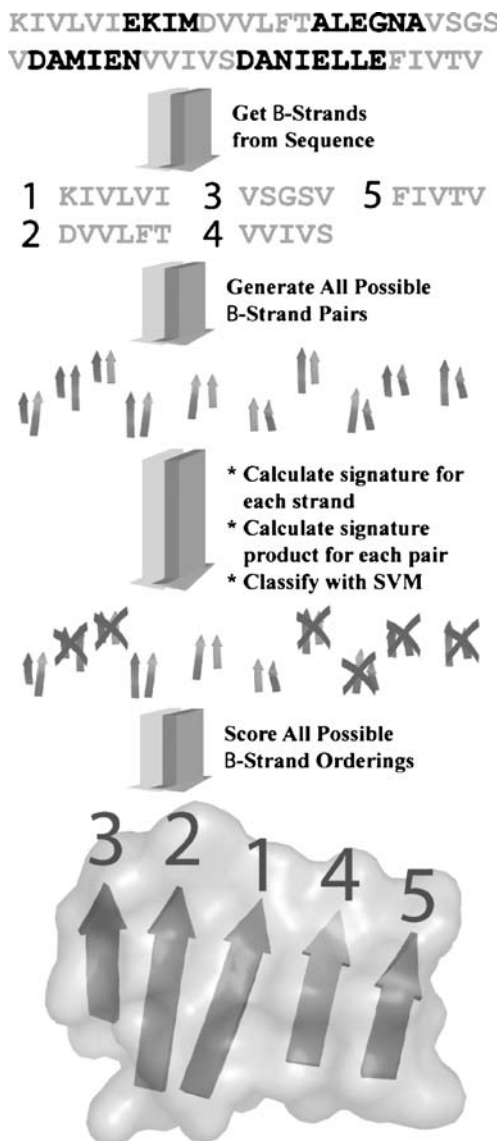 KIVLVIEKIMDVVLFTALEGNAVSGS
VDAMIENVVIVSDANIELLEFIVTV
Get B-Strands
from Sequence
1 KIVLVI 3 VSGSV 5 FIVTV
2 DVVLFT 4 VVIVS
Generate All Possible
B-Strand Pairs
* Calculate signature for
each strand
* Calculate signature
product for each pair
* Classify with SVM
Score All Possible
B-Strand Orderings
3 2 1 4 5